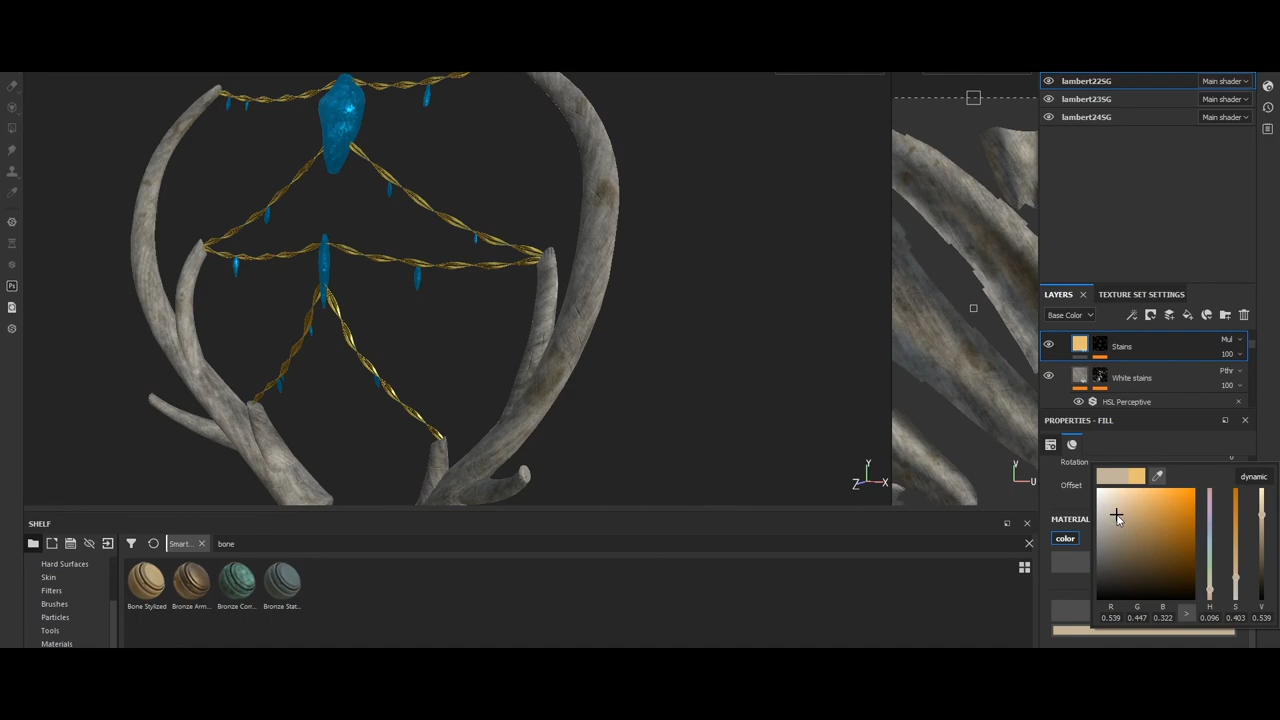 lambert22SG Main shader
lambert23SG Main shader
lambert24SG Main shader
LAYERS TEXTURE SET SETTINGS
Base Color
Stains Mul 100
White stains Pthr 100
HSL Perceptive
PROPERTIES - FILL
Rotation
Offset
dynamic
MATERIAL
color
R G B H S V
0.539 0.447 0.322 > 0.096 0.403 0.539
Y
Z X
V
U
Ps
SHELF
Smart... bone
Hard Surfaces
Skin
Filters
Brushes
Particles
Tools
Materials
Bone Stylized Bronze Arm... Bronze Corr... Bronze Stat...